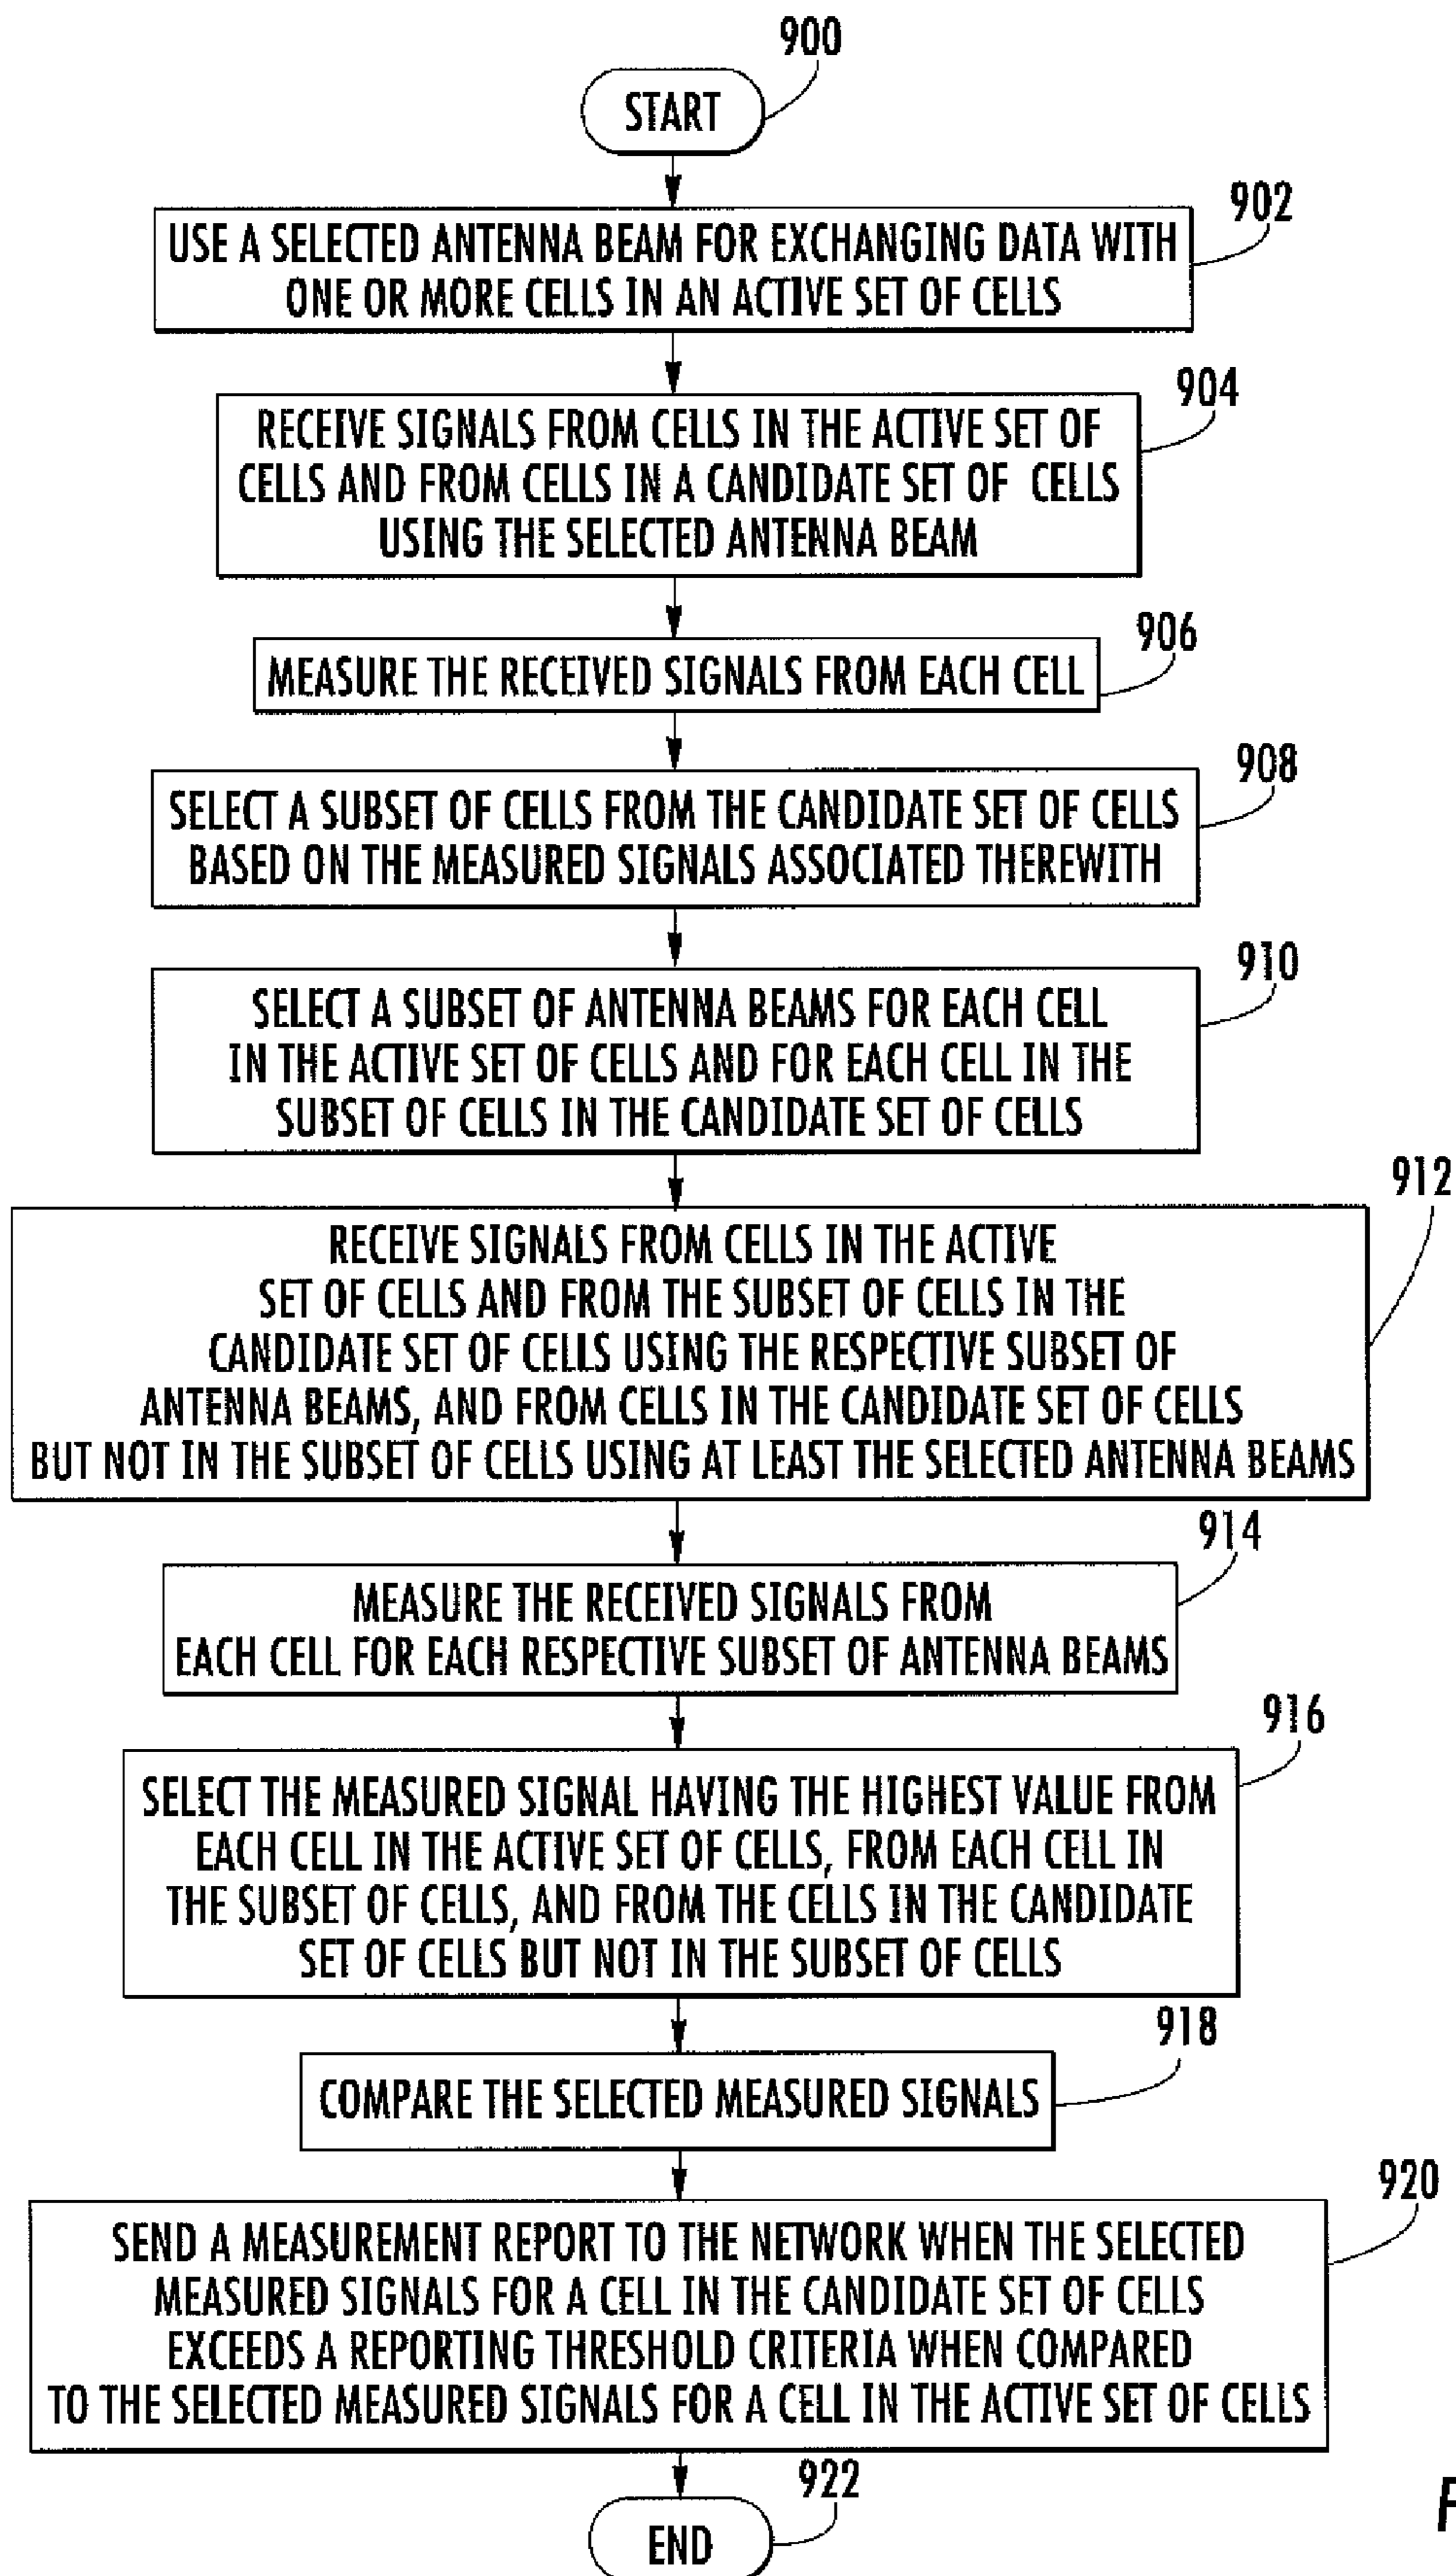 900
START
902
USE A SELECTED ANTENNA BEAM FOR EXCHANGING DATA WITH
ONE OR MORE CELLS IN AN ACTIVE SET OF CELLS
904
RECEIVE SIGNALS FROM CELLS IN THE ACTIVE SET OF
CELLS AND FROM CELLS IN A CANDIDATE SET OF CELLS
USING THE SELECTED ANTENNA BEAM
906
MEASURE THE RECEIVED SIGNALS FROM EACH CELL
908
SELECT A SUBSET OF CELLS FROM THE CANDIDATE SET OF CELLS
BASED ON THE MEASURED SIGNALS ASSOCIATED THEREWITH
910
SELECT A SUBSET OF ANTENNA BEAMS FOR EACH CELL
IN THE ACTIVE SET OF CELLS AND FOR EACH CELL IN THE
SUBSET OF CELLS IN THE CANDIDATE SET OF CELLS
912
RECEIVE SIGNALS FROM CELLS IN THE ACTIVE
SET OF CELLS AND FROM THE SUBSET OF CELLS IN THE
CANDIDATE SET OF CELLS USING THE RESPECTIVE SUBSET OF
ANTENNA BEAMS, AND FROM CELLS IN THE CANDIDATE SET OF CELLS
BUT NOT IN THE SUBSET OF CELLS USING AT LEAST THE SELECTED ANTENNA BEAMS
914
MEASURE THE RECEIVED SIGNALS FROM
EACH CELL FOR EACH RESPECTIVE SUBSET OF ANTENNA BEAMS
916
SELECT THE MEASURED SIGNAL HAVING THE HIGHEST VALUE FROM
EACH CELL IN THE ACTIVE SET OF CELLS, FROM EACH CELL IN
THE SUBSET OF CELLS, AND FROM THE CELLS IN THE CANDIDATE
SET OF CELLS BUT NOT IN THE SUBSET OF CELLS
918
COMPARE THE SELECTED MEASURED SIGNALS
920
SEND A MEASUREMENT REPORT TO THE NETWORK WHEN THE SELECTED
MEASURED SIGNALS FOR A CELL IN THE CANDIDATE SET OF CELLS
EXCEEDS A REPORTING THRESHOLD CRITERIA WHEN COMPARED
TO THE SELECTED MEASURED SIGNALS FOR A CELL IN THE ACTIVE SET OF CELLS
922
END